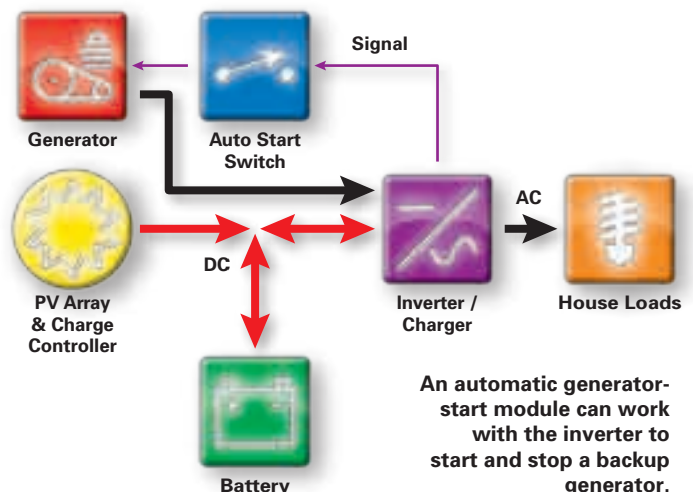 Signal
Generator
Auto Start
Switch
AC
DC
PV Array
& Charge
Controller
Inverter /
Charger
House Loads
Battery
An automatic generator-
start module can work
with the inverter to
start and stop a backup
generator.